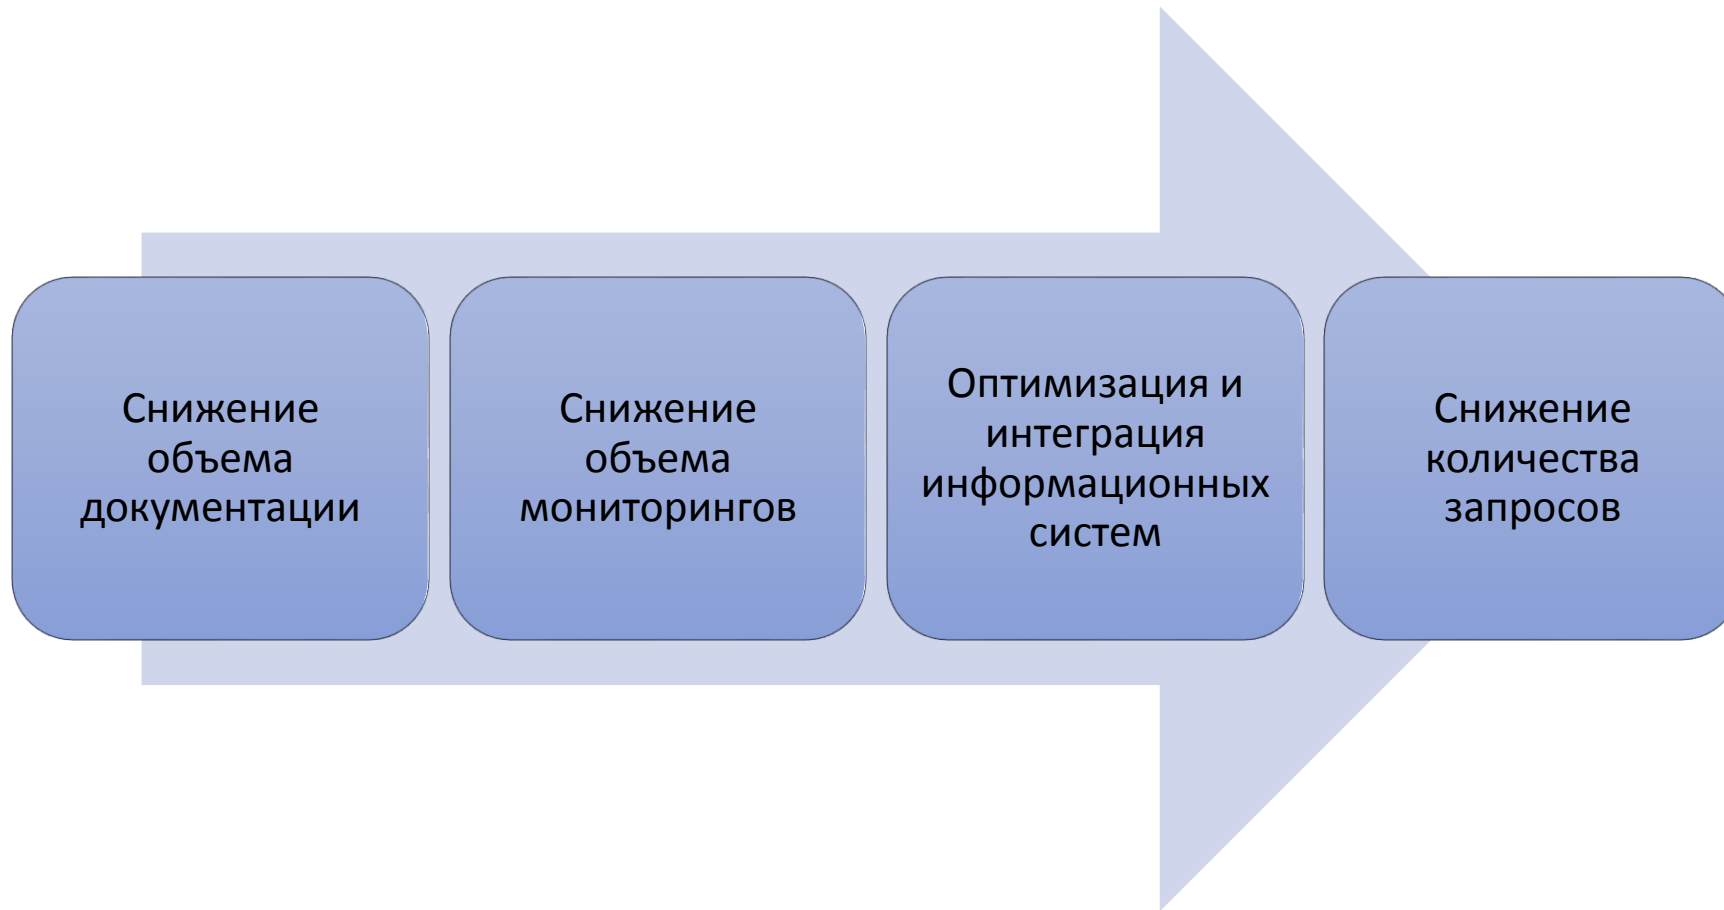 Снижение
объема
документации
Снижение
объема
мониторингов
Оптимизация и
интеграция
информационных
систем
Снижение
количества
запросов